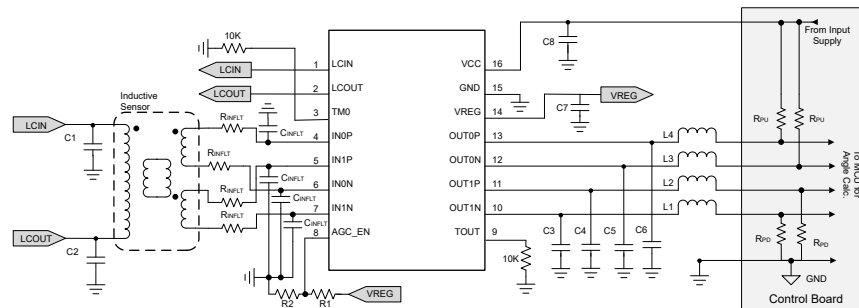 From Input
Supply
10K
C8
LCIN
1
LCIN
VCC
16
LCOUT
2
LCOUT
GND
15
VREG
Inductive
Sensor
3
TM0
VREG
14
C7
RPU
RPU
LCIN
C1
RINFLT
CINFLT
4
IN0P
OUT0P
13
L4
RINFLT
5
IN1P
OUT0N
12
L3
To MCU for
Angle Calc.
RINFLT
CINFLT
6
IN0N
OUT1P
11
L2
RINFLT
CINFLT
7
IN1N
OUT1N
10
L1
LCOUT
C2
8
AGC_EN
TOUT
9
C3
C4
C5
C6
RPD
RPD
10K
GND
R2
R1
VREG
Control Board